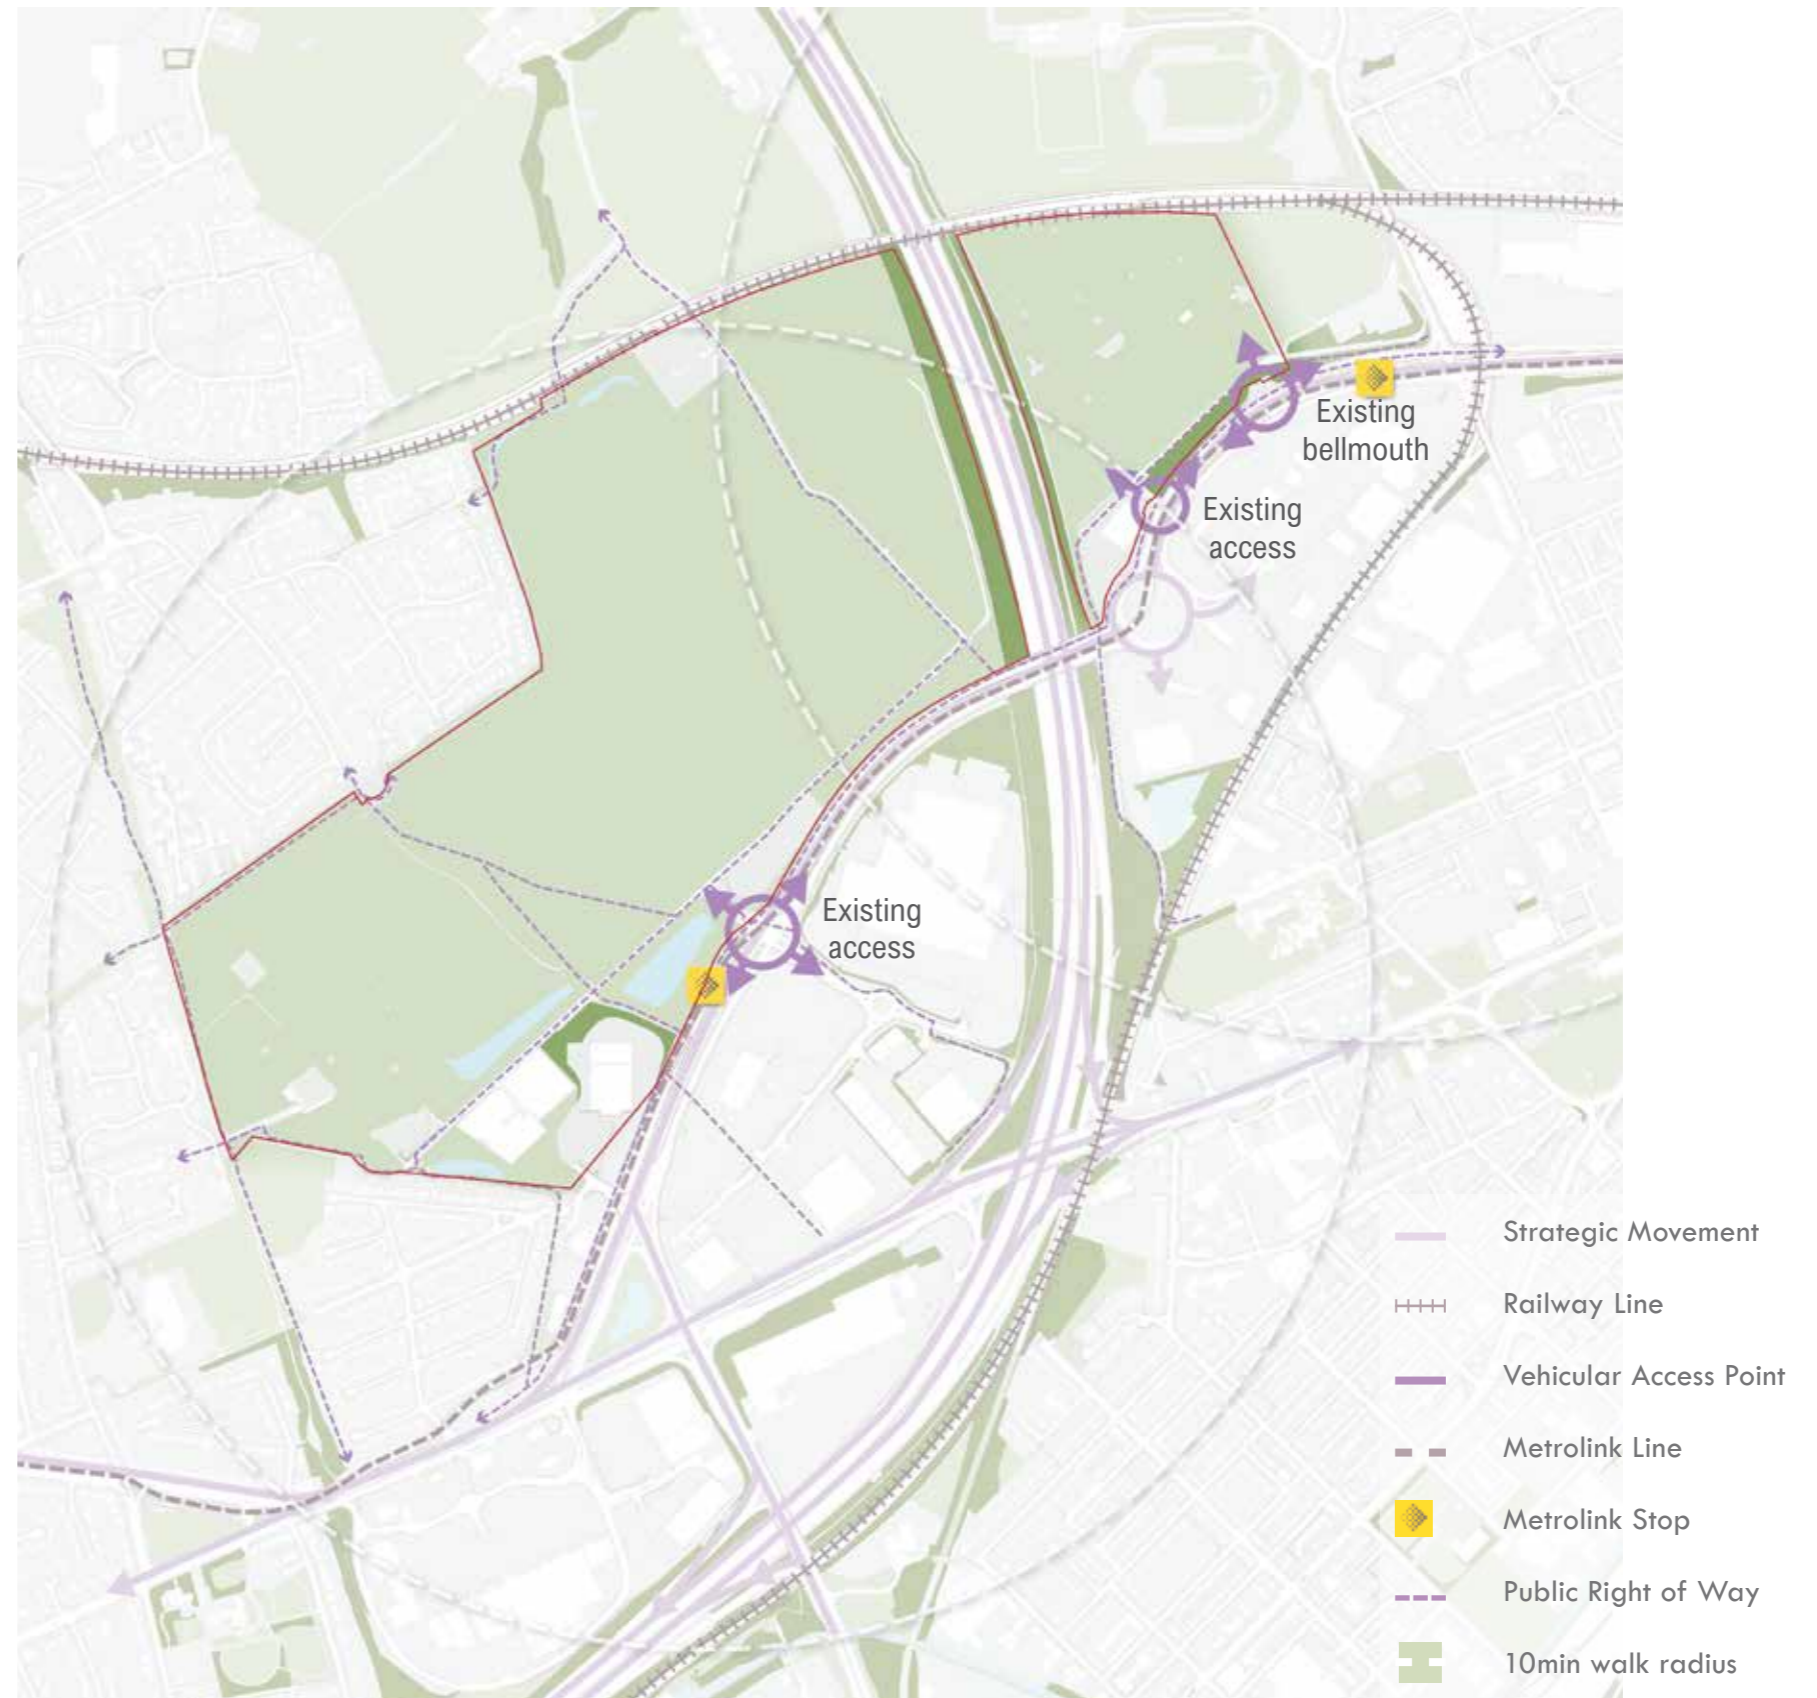 Existing
bellmouth
Existing
access
Existing
access
Strategic Movement
Railway Line
Vehicular Access Point
Metrolink Line
Metrolink Stop
Public Right of Way
10min walk radius